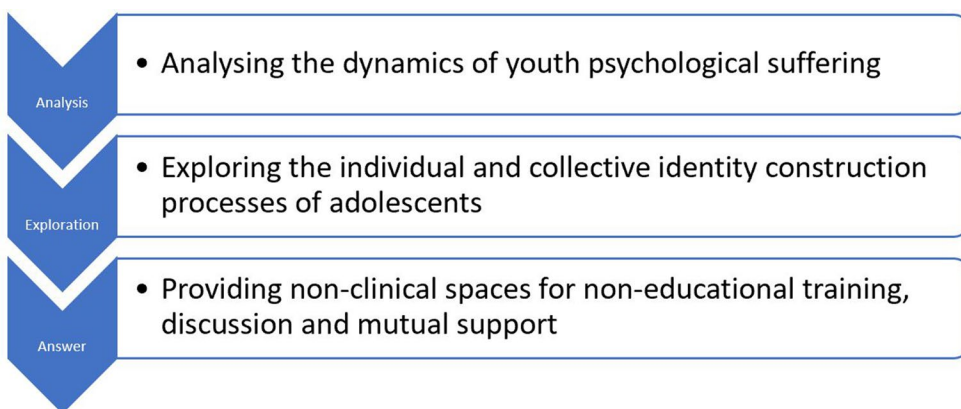 Analysis
• Analysing the dynamics of youth psychological suffering
Exploration
• Exploring the individual and collective identity construction
processes of adolescents
Answer
• Providing non-clinical spaces for non-educational training,
discussion and mutual support